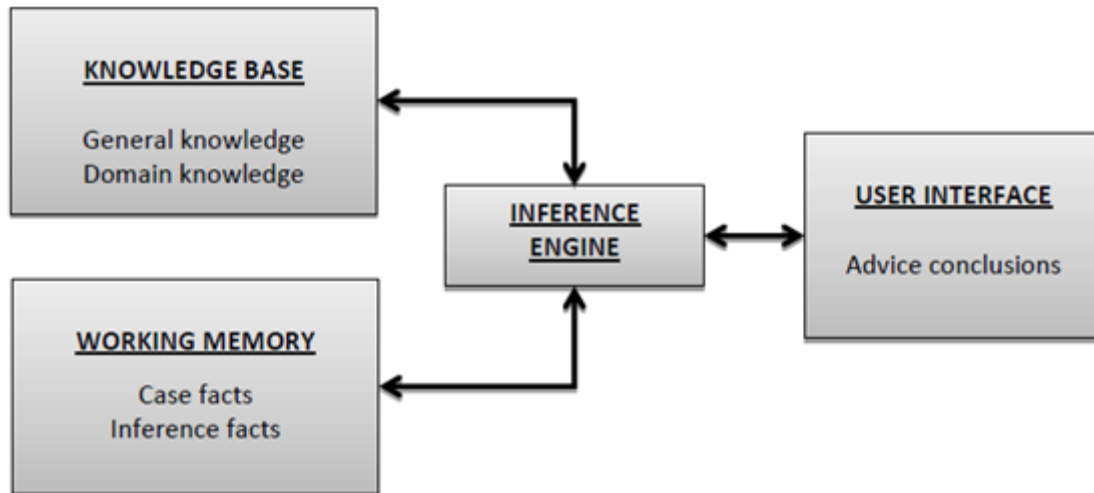 KNOWLEDGE BASE
General knowledge
Domain knowledge
INFERENCE
ENGINE
USER INTERFACE
Advice conclusions
WORKING MEMORY
Case facts
Inference facts